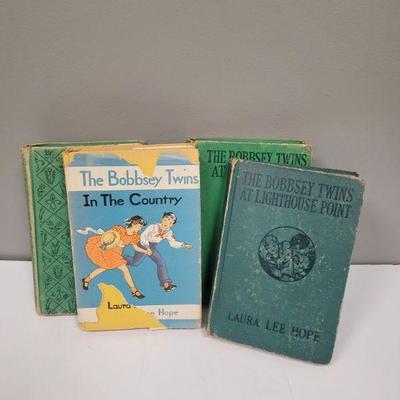 The Bobbsey Twins
In The Country
Laura
Hope
THE BOBBSEY TWINS
AT
THE BOBBSEY TWINS
AT LIGHTHOUSE POINT
LAURA LEE HOPE